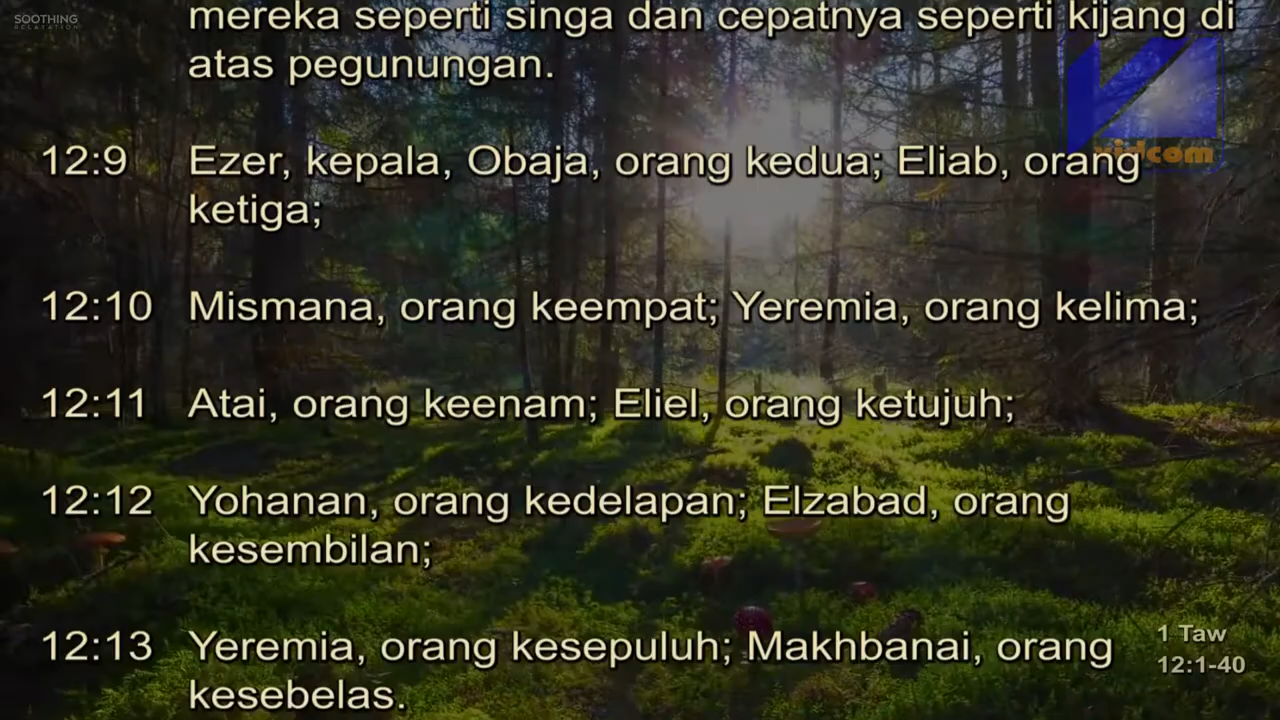 SOOTHING
RELAXATION
mereka seperti singa dan cepatnya seperti kijang di
atas pegunungan.
12:9 Ezer, kepala, Obaja, orang kedua; Eliab, orang
ketiga;
vidcom
12:10 Mismana, orang keempat; Yeremia, orang kelima;
12:11 Atai, orang keenam; Eliel, orang ketujuh;
12:12 Yohanan, orang kedelapan; Elzabad, orang
kesembilan;
12:13 Yeremia, orang kesepuluh; Makhbanai, orang
kesebelas.
1 Taw
12:1-40